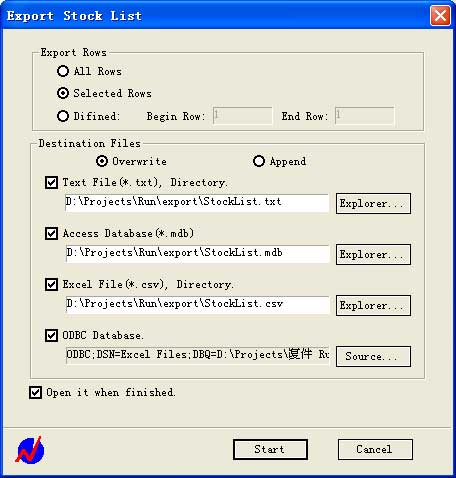 Export Stock List
Export Rows
All Rows
Selected Rows
Difined: Begin Row: 1 End Row: 1
Destination Files
Overwrite Append
Text File(*.txt), Directory.
D:\Projects\Run\export\StockList.txt Explorer...
Access Database(*.mdb)
D:\Projects\Run\export\StockList.mdb Explorer...
Excel File(*.csv), Directory.
D:\Projects\Run\export\StockList.csv Explorer...
ODBC Database.
ODBC;DSN=Excel Files;DBQ=D:\Projects\复件 Ru Source...
Open it when finished.
Start Cancel